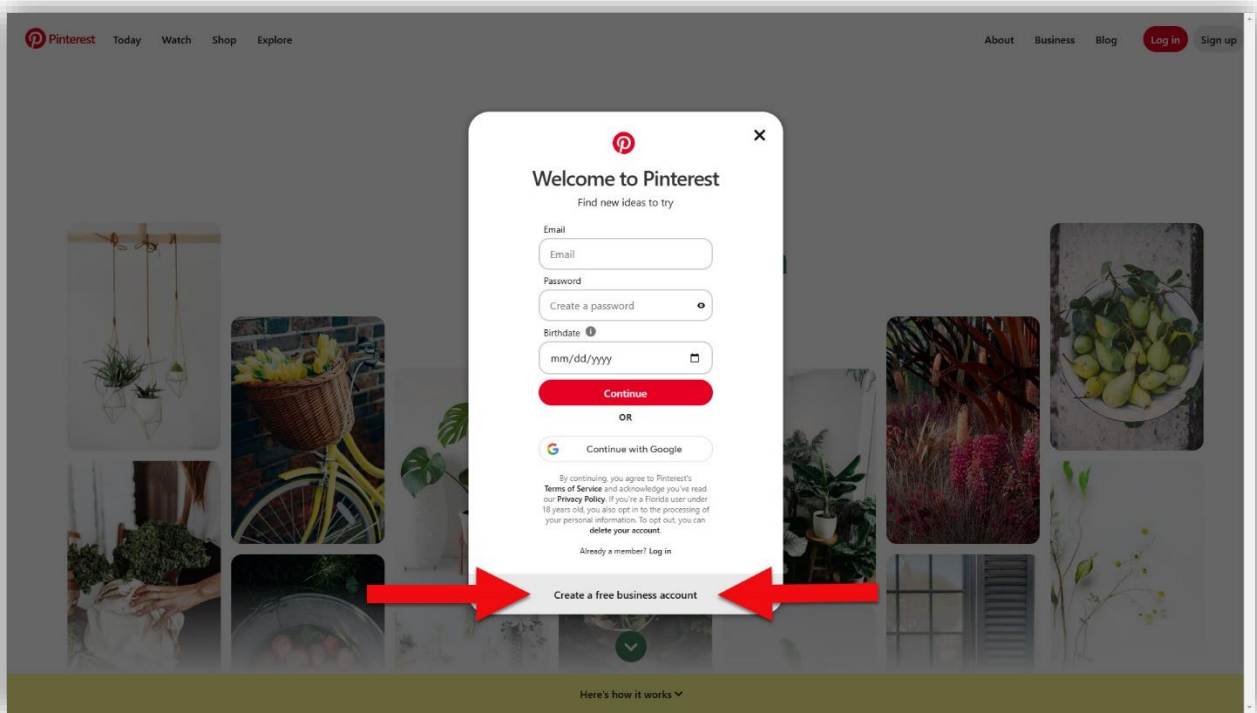 Pinterest Today Watch Shop Explore About Business Blog Log in Sign up
Welcome to Pinterest
Find new ideas to try
Email
Email
Password
Create a password
Birthdate
mm/dd/yyyy
Continue
OR
Continue with Google
By continuing, you agree to Pinterest's
Terms of Service and acknowledge you've read
our Privacy Policy. If you're a Florida user under
18 years old, you also opt in to the processing of
your personal information. To opt out, you can
delete your account.
Already a member? Log in
Create a free business account
Here's how it works